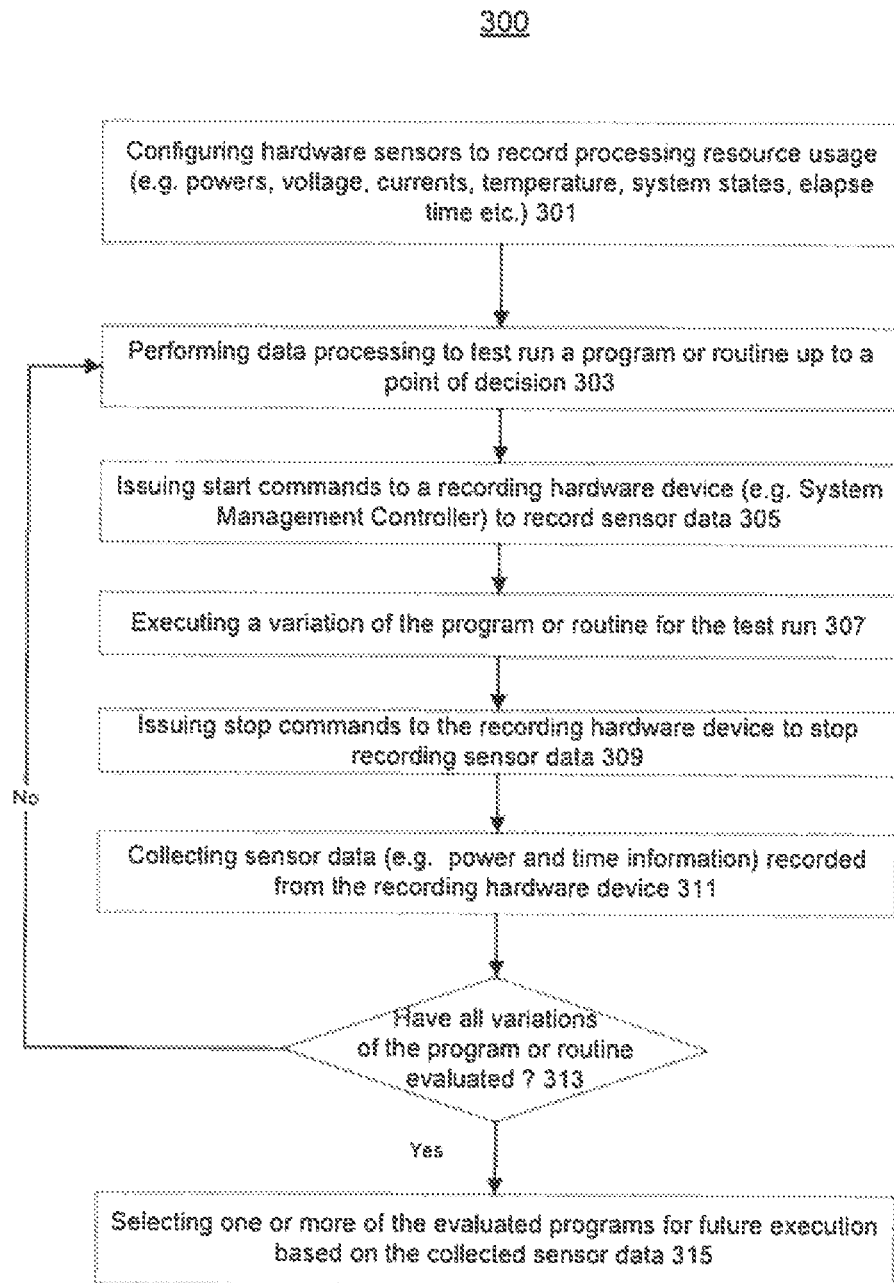 300
Configuring hardware sensors to record processing resource usage
(e.g. powers, voltage, currents, temperature, system states, elapse
time etc.) 301
Performing data processing to test run a program or routine up to a
point of decision 303
Issuing start commands to a recording hardware device (e.g. System
Management Controller) to record sensor data 305
Executing a variation of the program or routine for the test run 307
Issuing stop commands to the recording hardware device to stop
recording sensor data 309
No
Collecting sensor data (e.g. power and time information) recorded
from the recording hardware device 311
Have all variations
of the program or routine
evaluated ? 313
Yes
Selecting one or more of the evaluated programs for future execution
based on the collected sensor data 315